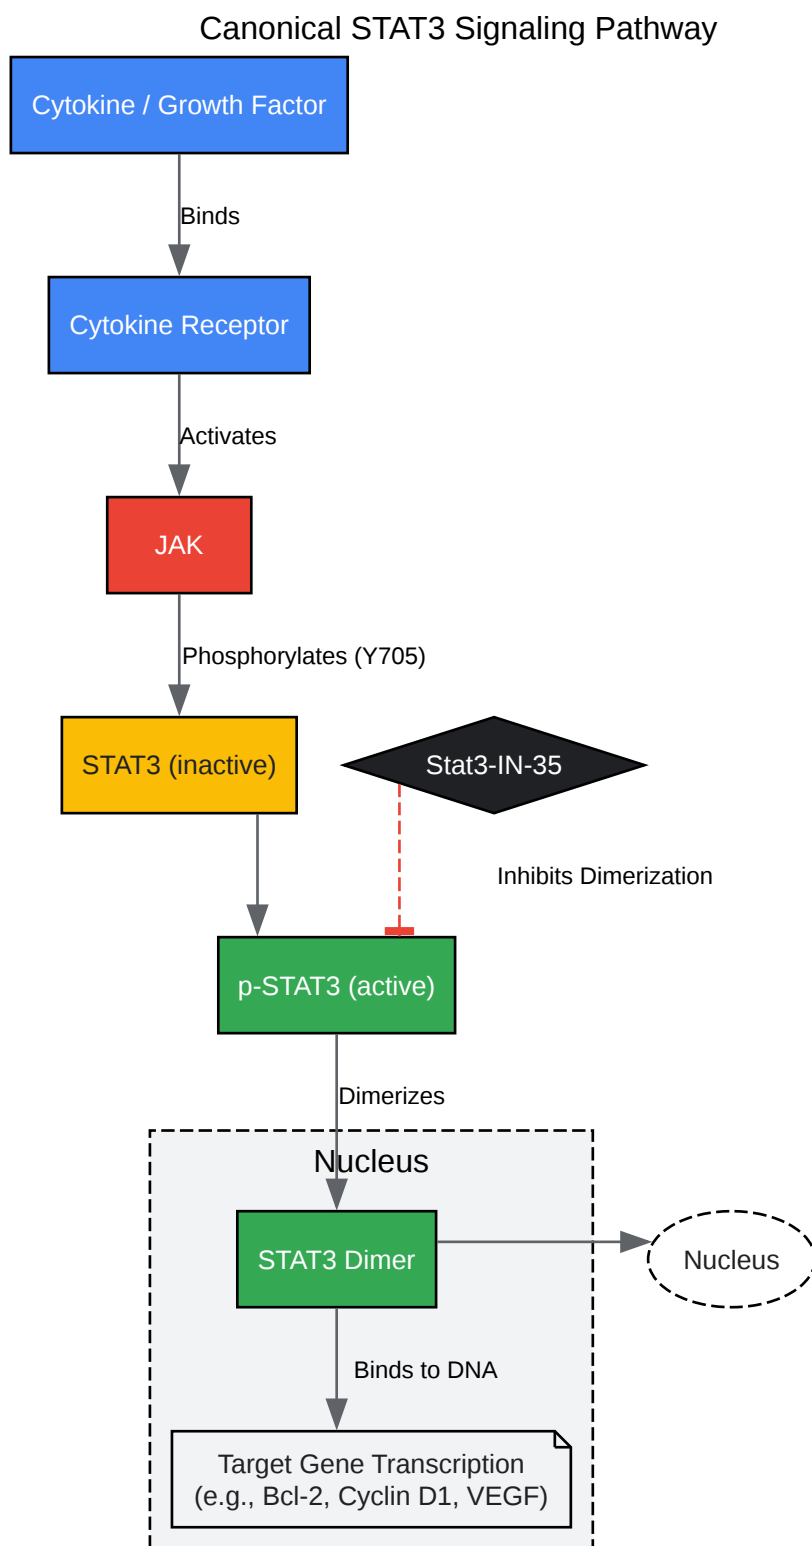 Canonical STAT3 Signaling Pathway
Cytokine / Growth Factor
Binds
Cytokine Receptor
Activates
JAK
Phosphorylates (Y705)
STAT3 (inactive)
Stat3-IN-35
Inhibits Dimerization
p-STAT3 (active)
Dimerizes
Nucleus
STAT3 Dimer
Nucleus
Binds to DNA
Target Gene Transcription
(e.g., Bcl-2, Cyclin D1, VEGF)